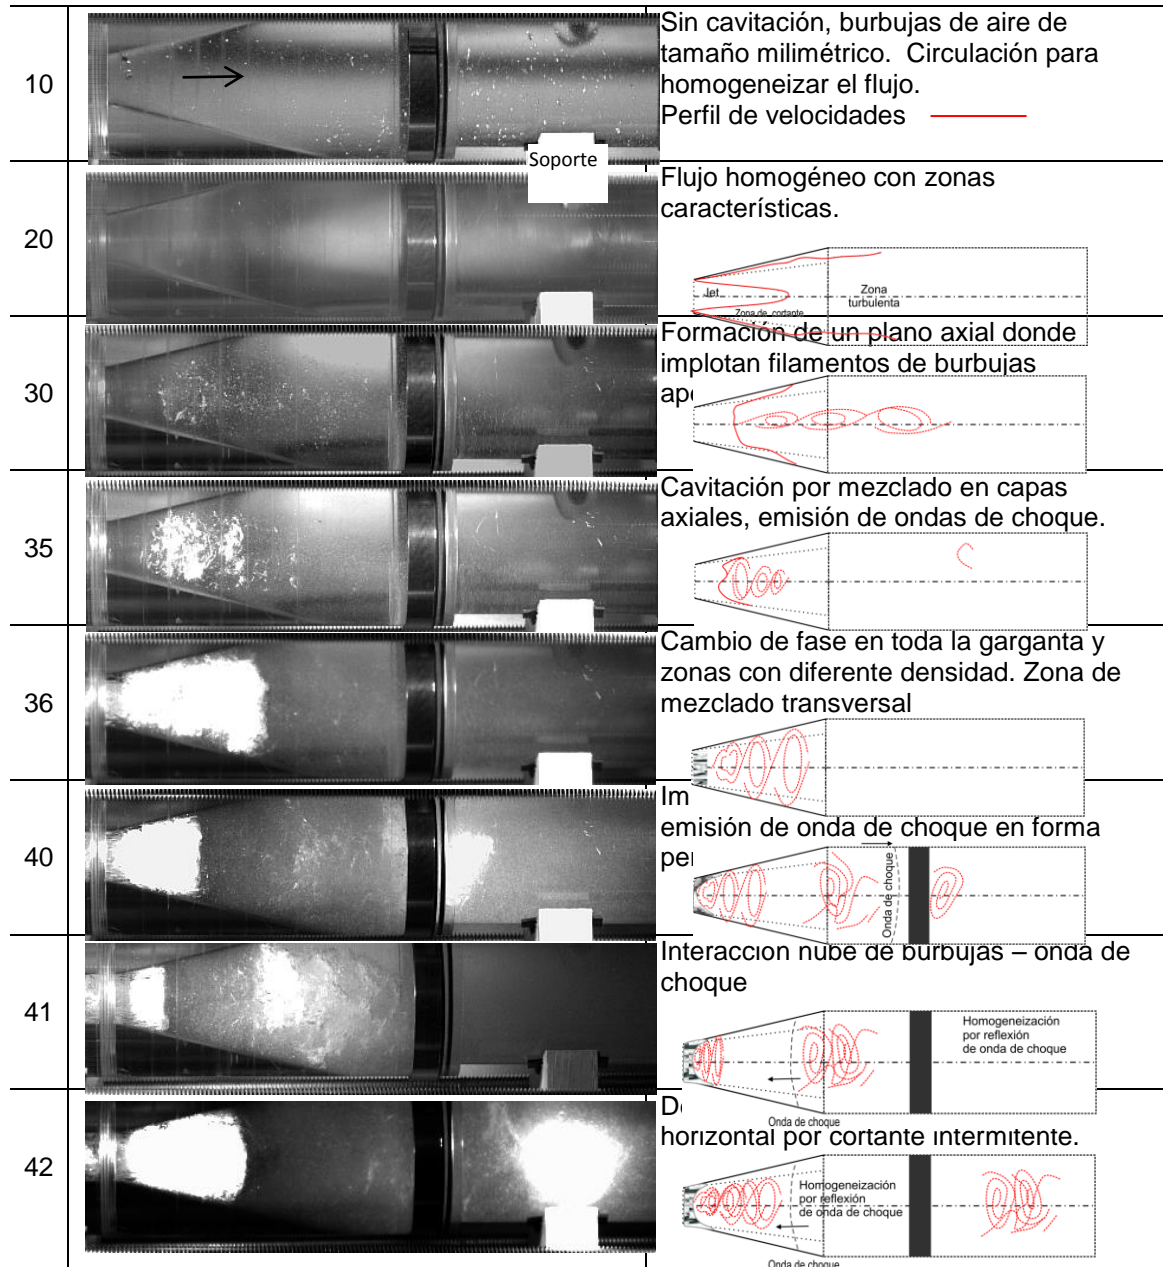 10
Sin cavitación, burbujas de aire de
tamaño milimétrico. Circulación para
homogeneizar el flujo.
Perfil de velocidades
Soporte
20
Flujo homogéneo con zonas
características.
Jet
Zona
turbulenta
Zona de cortante
30
Formación de un plano axial donde
implotan filamentos de burbujas
35
Cavitación por mezclado en capas
axiales, emisión de ondas de choque.
36
Cambio de fase en toda la garganta y
zonas con diferente densidad. Zona de
mezclado transversal
40
emisión de onda de choque en forma
Onda de choque
41
Interacción nube de burbujas – onda de
choque
Homogeneización
por reflexión
de onda de choque
Onda de choque
42
horizontal por cortante intermitente.
Homogeneización
por reflexión
de onda de choque
Onda de choque